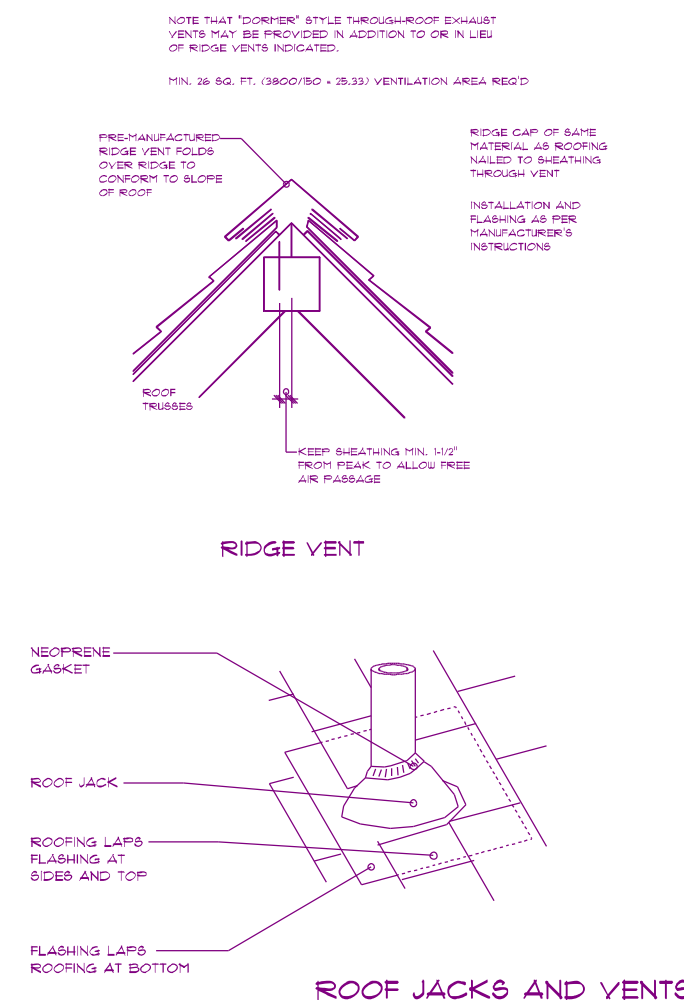 NOTE THAT "DORMER" STYLE THROUGH-ROOF EXHAUST
VENTS MAY BE PROVIDED IN ADDITION TO OR IN LIEU
OF RIDGE VENTS INDICATED.
MIN. 26 SQ. FT. (3800/150 = 25.33) VENTILATION AREA REQ'D
PRE-MANUFACTURED
RIDGE VENT FOLDS
OVER RIDGE TO
CONFORM TO SLOPE
OF ROOF
RIDGE CAP OF SAME
MATERIAL AS ROOFING
NAILED TO SHEATHING
THROUGH VENT
INSTALLATION AND
FLASHING AS PER
MANUFACTURER'S
INSTRUCTIONS
ROOF
TRUSSES
KEEP SHEATHING MIN. 1-1/2"
FROM PEAK TO ALLOW FREE
AIR PASSAGE
RIDGE VENT
NEOPRENE
GASKET
ROOF JACK
ROOFING LAPS
FLASHING AT
SIDES AND TOP
FLASHING LAPS
ROOFING AT BOTTOM
ROOF JACKS AND VENTS